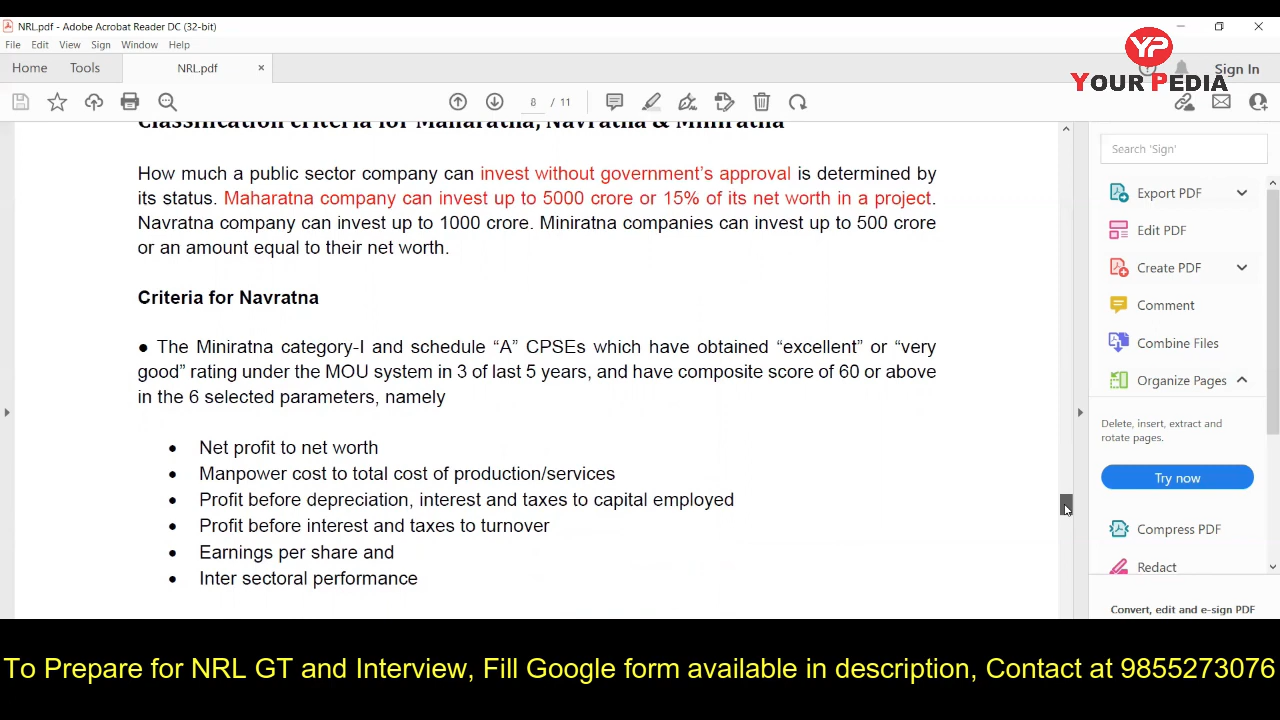 NRL.pdf - Adobe Acrobat Reader DC (32-bit)
File Edit View Sign Window Help
YP
YOUR PEDIA
Home Tools NRL.pdf × Sign In
8 / 11
Classification criteria for Maharatna, Navratna & Miniratna
How much a public sector company can invest without government's approval is determined by
its status. Maharatna company can invest up to 5000 crore or 15% of its net worth in a project.
Navratna company can invest up to 1000 crore. Miniratna companies can invest up to 500 crore
or an amount equal to their net worth.
Criteria for Navratna
● The Miniratna category-I and schedule “A” CPSEs which have obtained “excellent” or “very
good” rating under the MOU system in 3 of last 5 years, and have composite score of 60 or above
in the 6 selected parameters, namely
• Net profit to net worth
• Manpower cost to total cost of production/services
• Profit before depreciation, interest and taxes to capital employed
• Profit before interest and taxes to turnover
• Earnings per share and
• Inter sectoral performance
Search 'Sign'
Export PDF
Edit PDF
Create PDF
Comment
Combine Files
Organize Pages
Delete, insert, extract and
rotate pages.
Try now
Compress PDF
Redact
Convert, edit and e-sign PDF
To Prepare for NRL GT and Interview, Fill Google form available in description, Contact at 9855273076